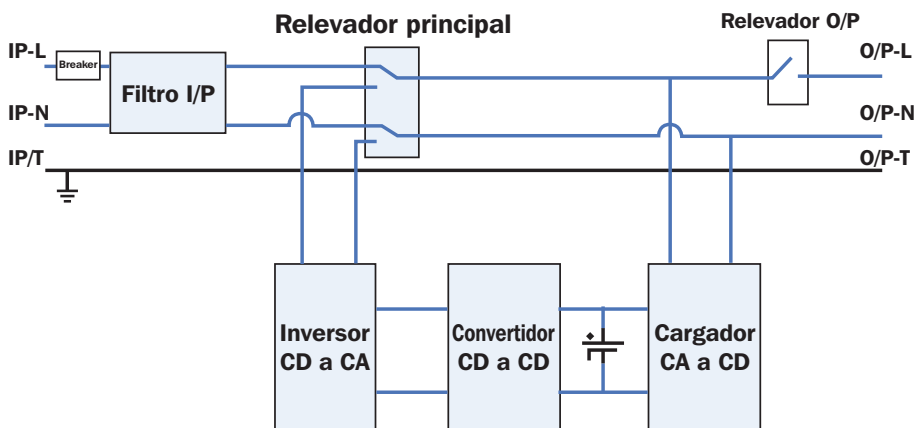 Relevador principal
Relevador O/P
IP-L
Breaker
Filtro I/P
O/P-L
IP-N
O/P-N
IP/T
O/P-T
Inversor
CD a CA
Convertidor
CD a CD
Cargador
CA a CD